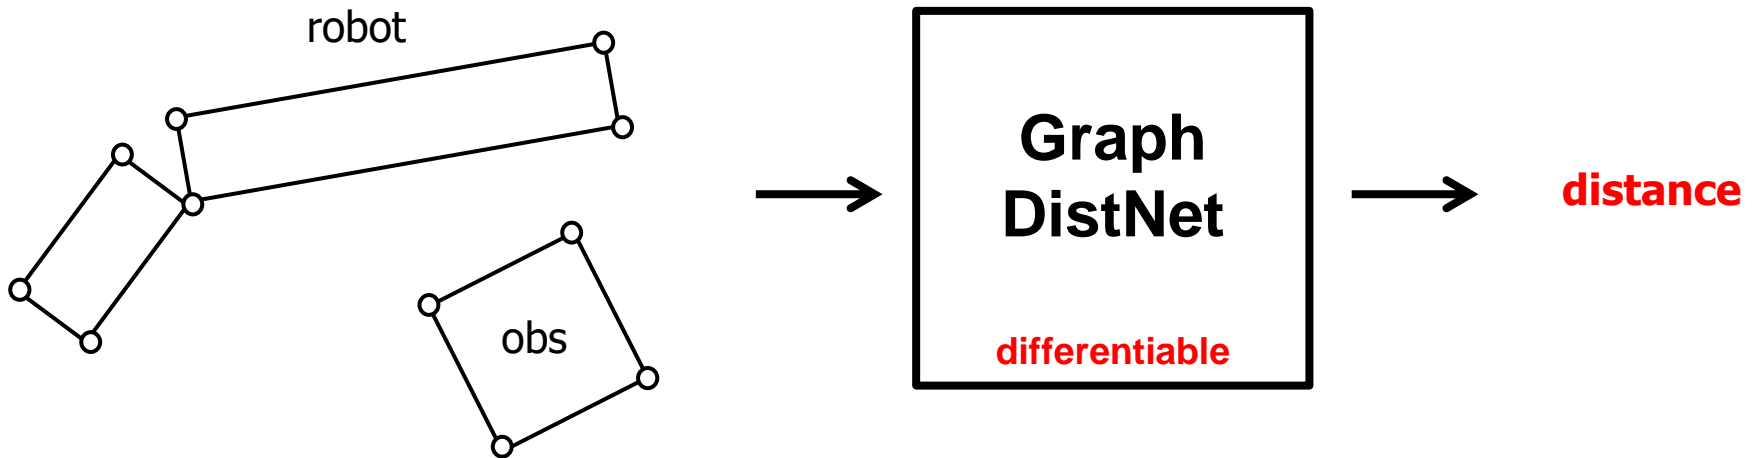 robot
obs
Graph
DistNet
differentiable
distance